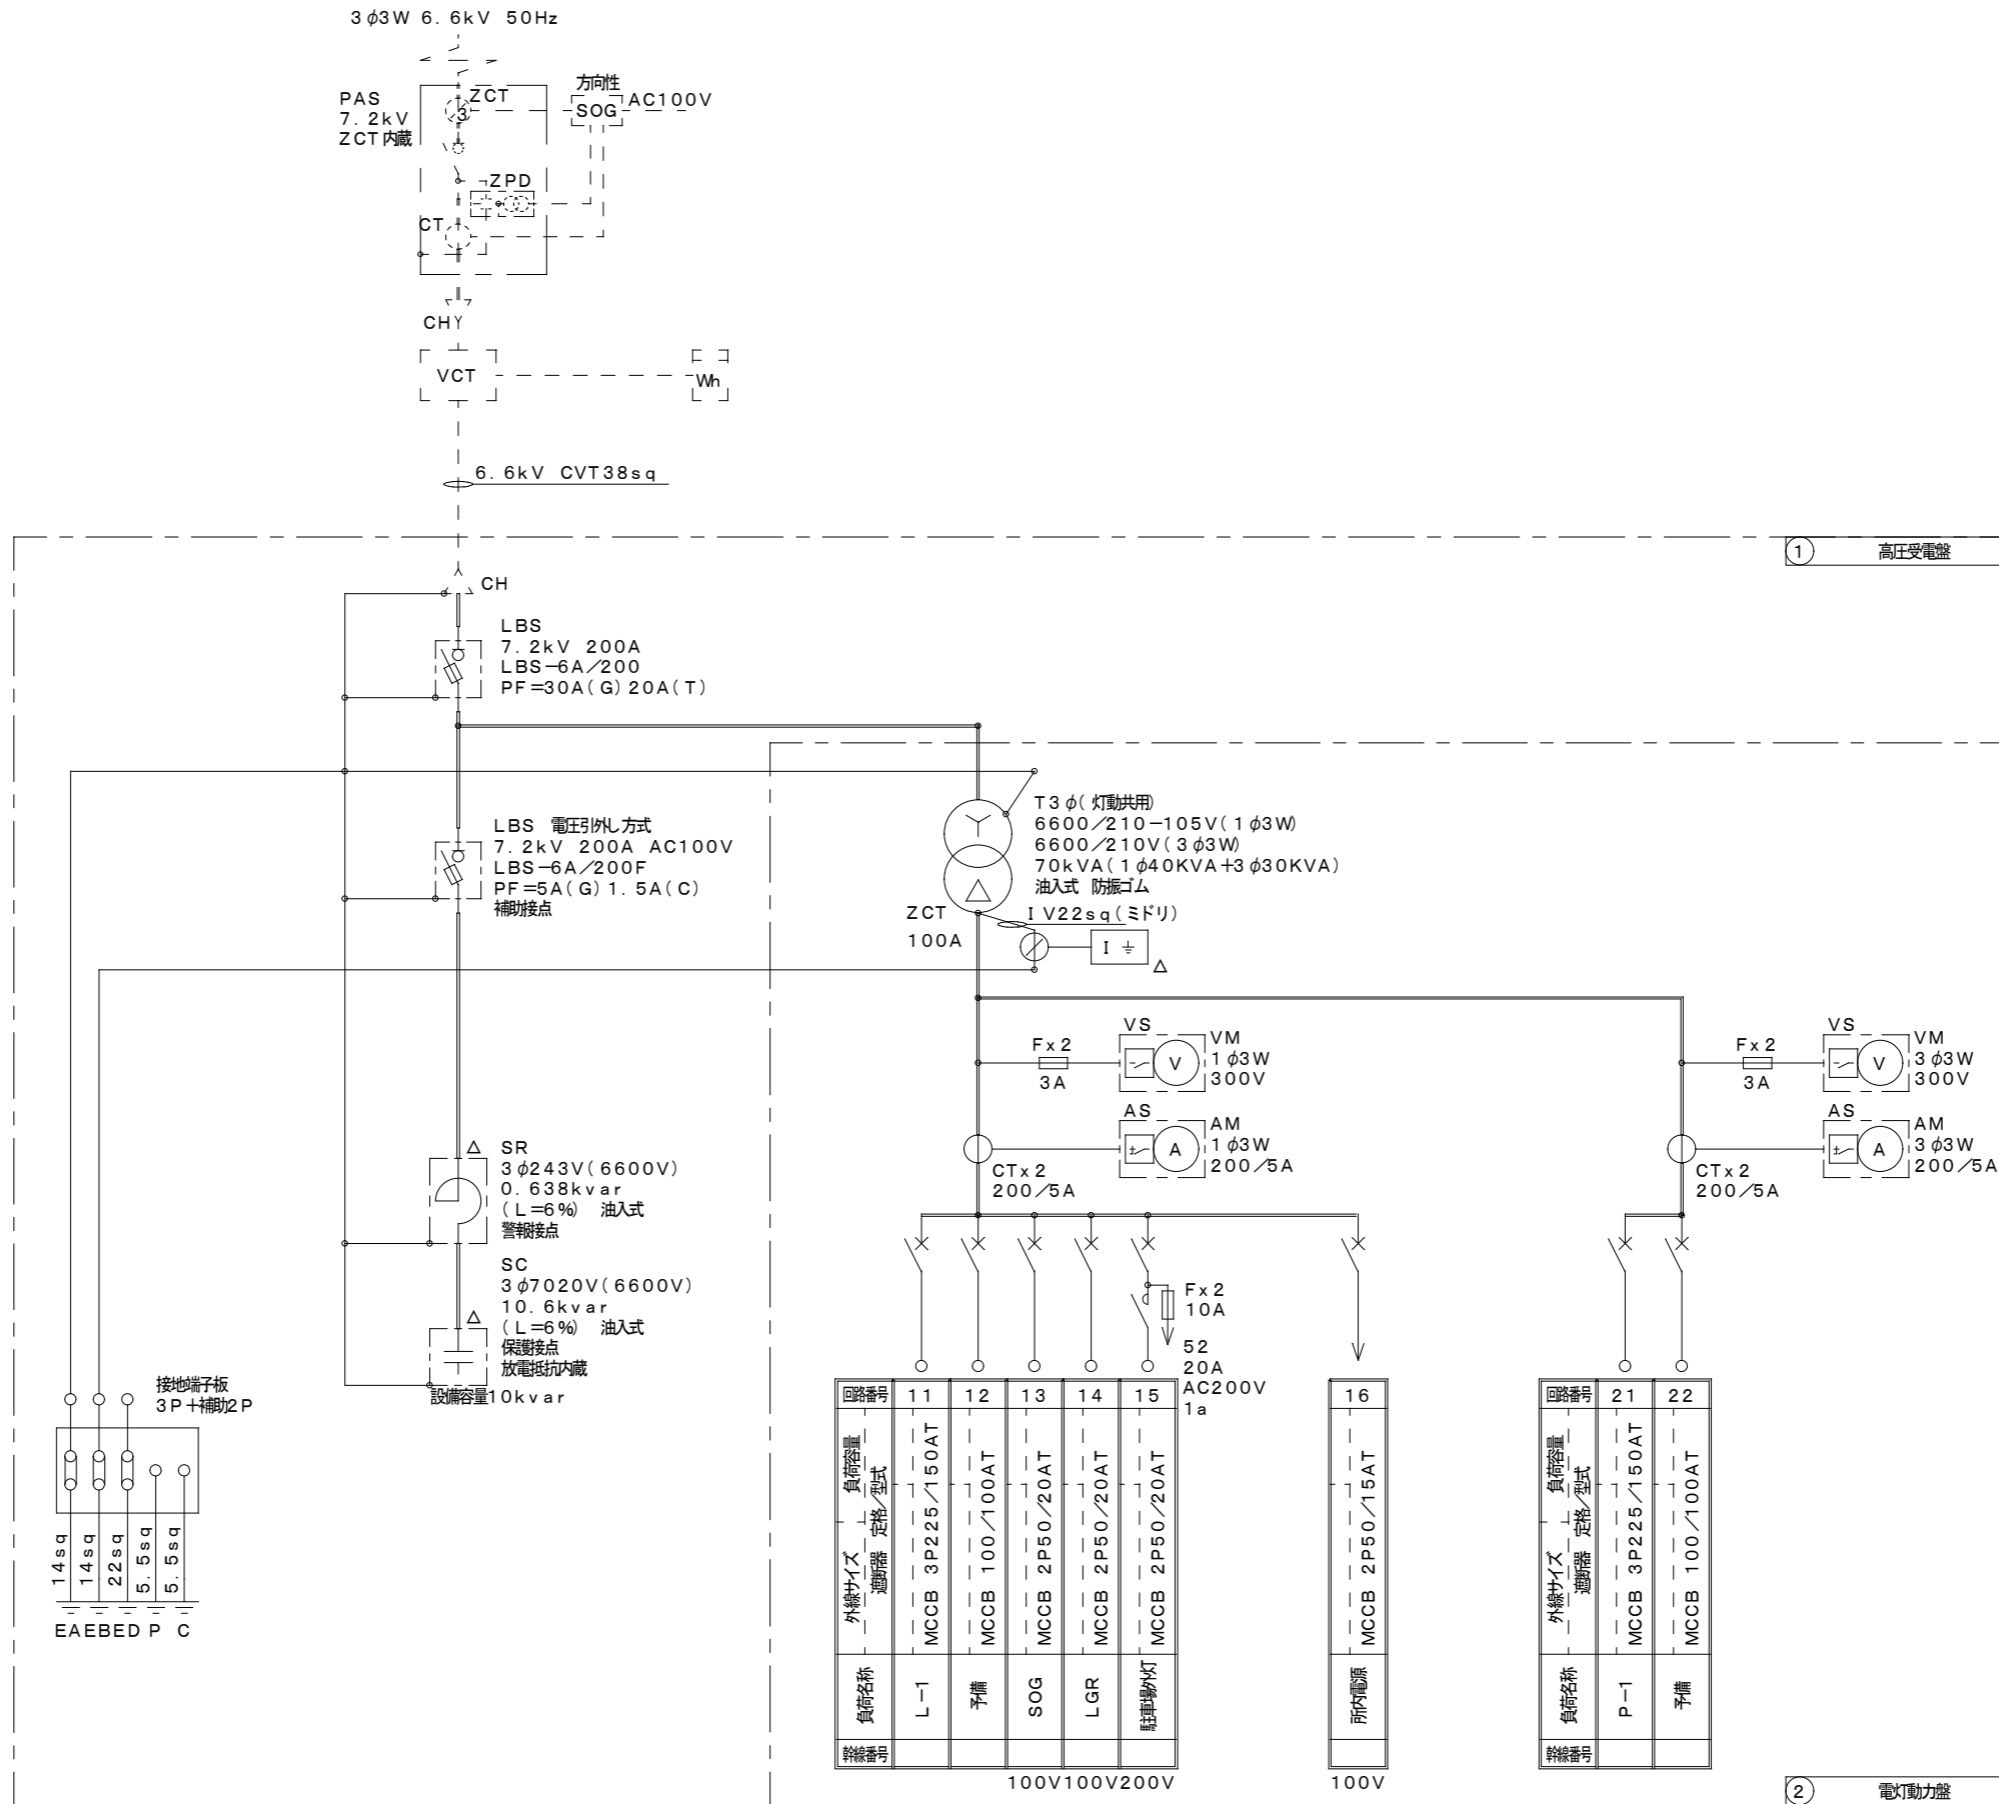 3φ3W 6.6kV 50Hz
PAS
7.2kV
ZCT内蔵
ZCT
3
方向性
SOG
AC100V
ZPD
CT
CH
VCT
Wh
6.6kV CVT38sq
① 高圧受電盤
CH
LBS
7.2kV 200A
LBS-6A/200
PF=30A(G)20A(T)
LBS 電圧引外し方式
7.2kV 200A AC100V
LBS-6A/200F
PF=5A(G)1.5A(C)
補助接点
T3φ(灯動共用)
6600/210-105V(1φ3W)
6600/210V(3φ3W)
70kVA(1φ40KVA+3φ30KVA)
油入式 防振ゴム
ZCT
100A
IV22sq(ミドリ)
I
Fx2
3A
VS
V
VM
1φ3W
300V
AS
A
AM
1φ3W
200/5A
CTx2
200/5A
Fx2
3A
VS
V
VM
3φ3W
300V
AS
A
AM
3φ3W
200/5A
CTx2
200/5A
SR
3φ243V(6600V)
0.638kvar
(L=6%) 油入式
警報接点
SC
3φ7020V(6600V)
10.6kvar
(L=6%) 油入式
保護接点
放電抵抗内蔵
設備容量10kvar
接地端子板
3P+補助2P
14sq
14sq
22sq
5.5sq
5.5sq
EA EB ED P C
Fx2
10A
52
20A
AC200V
1a
回路番号 11 12 13 14 15
負荷容量
定格/型式
外線サイズ
遮断器
MCCB 3P225/150AT
MCCB 100/100AT
MCCB 2P50/20AT
MCCB 2P50/20AT
MCCB 2P50/20AT
負荷名称 L-1 予備 SOG LGR 駐車場外灯
幹線番号
100V 100V 200V
16
MCCB 2P50/15AT
所内電源
100V
回路番号 21 22
負荷容量
定格/型式
外線サイズ
遮断器
MCCB 3P225/150AT
MCCB 100/100AT
負荷名称 P-1 予備
幹線番号
② 電灯動力盤